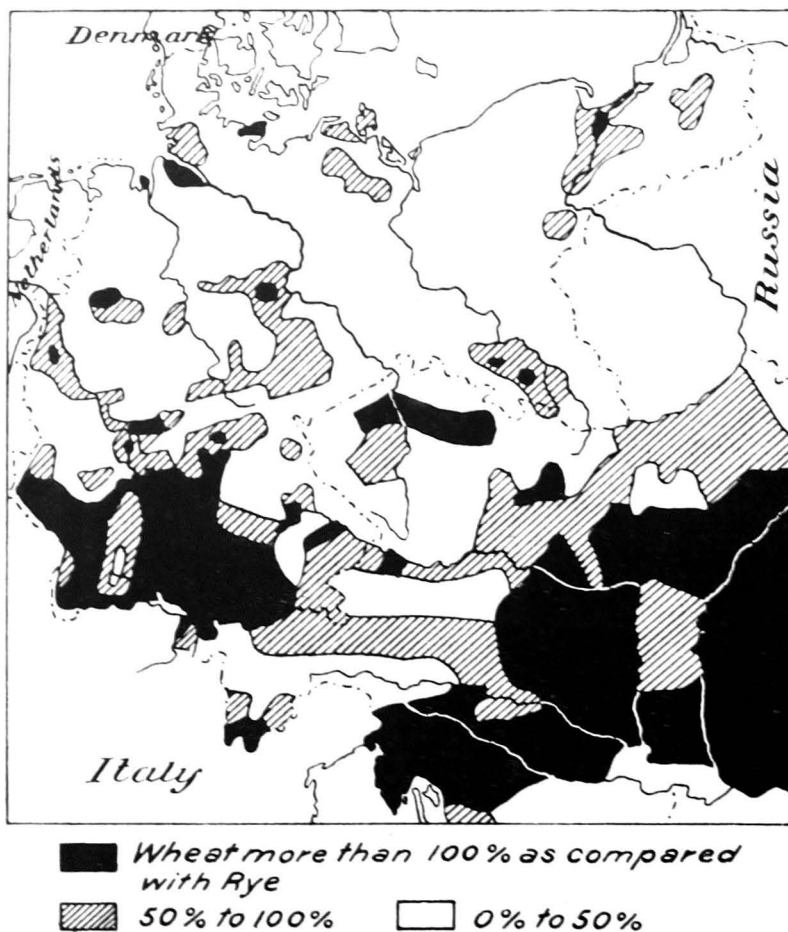 Denmark
Netherlands
Russia
Italy
Wheat more than 100% as compared
with Rye
50% to 100%
0% to 50%